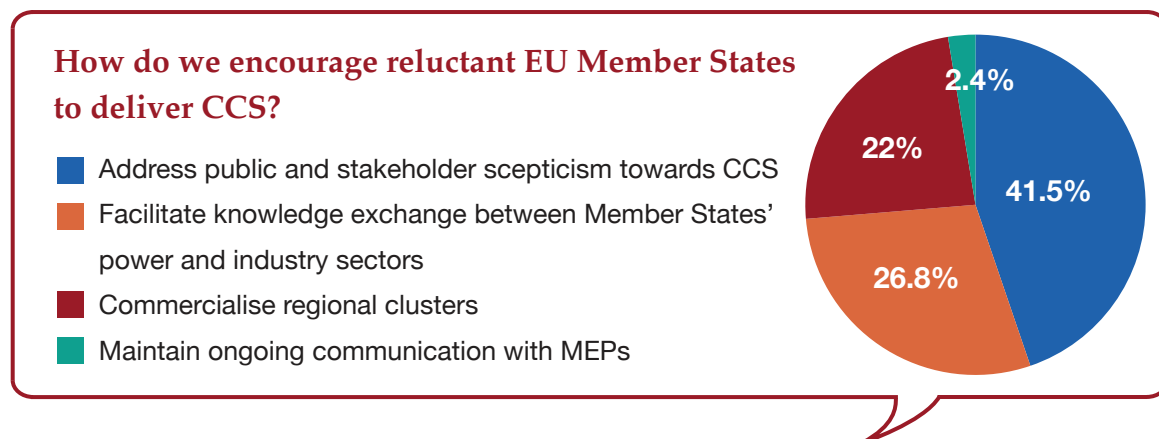 How do we encourage reluctant EU Member States
to deliver CCS?
Address public and stakeholder scepticism towards CCS
Facilitate knowledge exchange between Member States’
power and industry sectors
Commercialise regional clusters
Maintain ongoing communication with MEPs
2.4%
22%
41.5%
26.8%